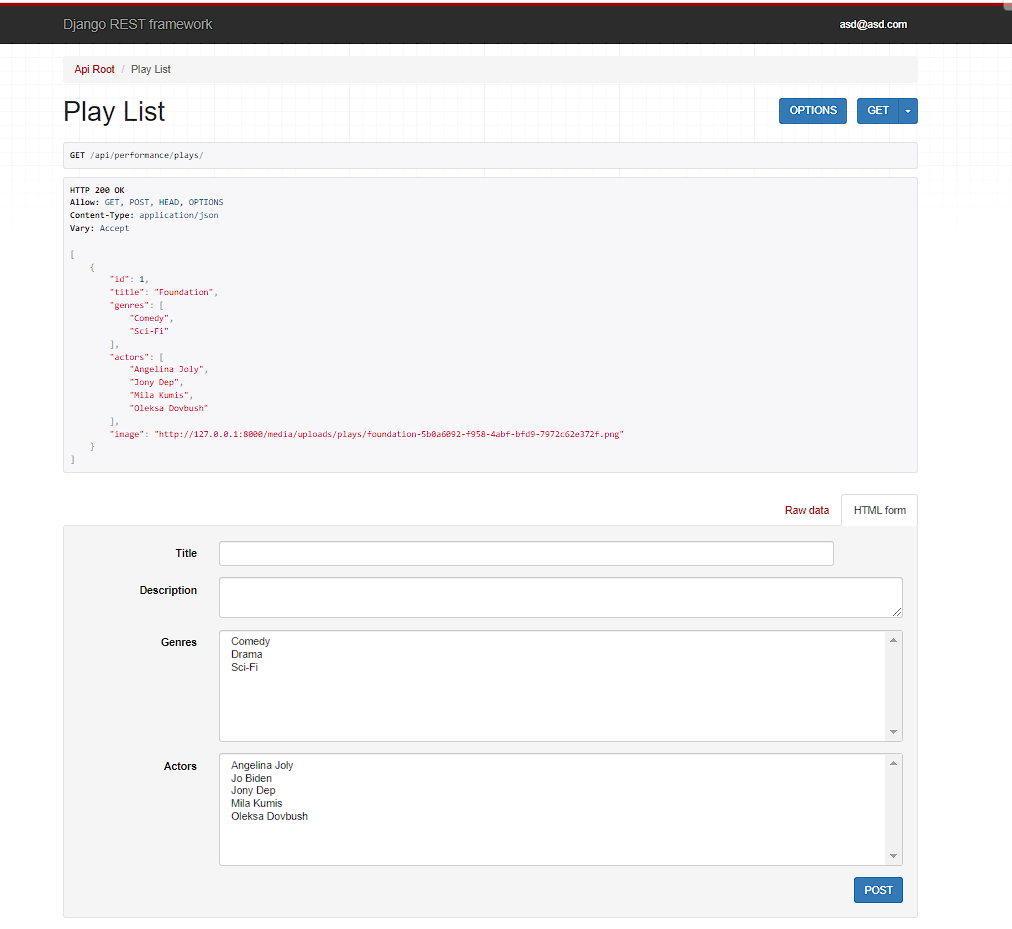 Django REST framework
asd@asd.com
Api Root / Play List
Play List
OPTIONS
GET
GET /api/performance/plays/
HTTP 200 OK
Allow: GET, POST, HEAD, OPTIONS
Content-Type: application/json
Vary: Accept
[
    {
        "id": 1,
        "title": "Foundation",
        "genres": [
            "Comedy",
            "Sci-Fi"
        ],
        "actors": [
            "Angelina Joly",
            "Jony Dep",
            "Mila Kumis",
            "Oleksa Dovbush"
        ],
        "image": "http://127.0.0.1:8000/media/uploads/plays/foundation-5b0a6092-f958-4abf-bfd9-7972c62e372f.png"
    }
]
Raw data
HTML form
Title
Description
Genres
Comedy
Drama
Sci-Fi
Actors
Angelina Joly
Jo Biden
Jony Dep
Mila Kumis
Oleksa Dovbush
POST